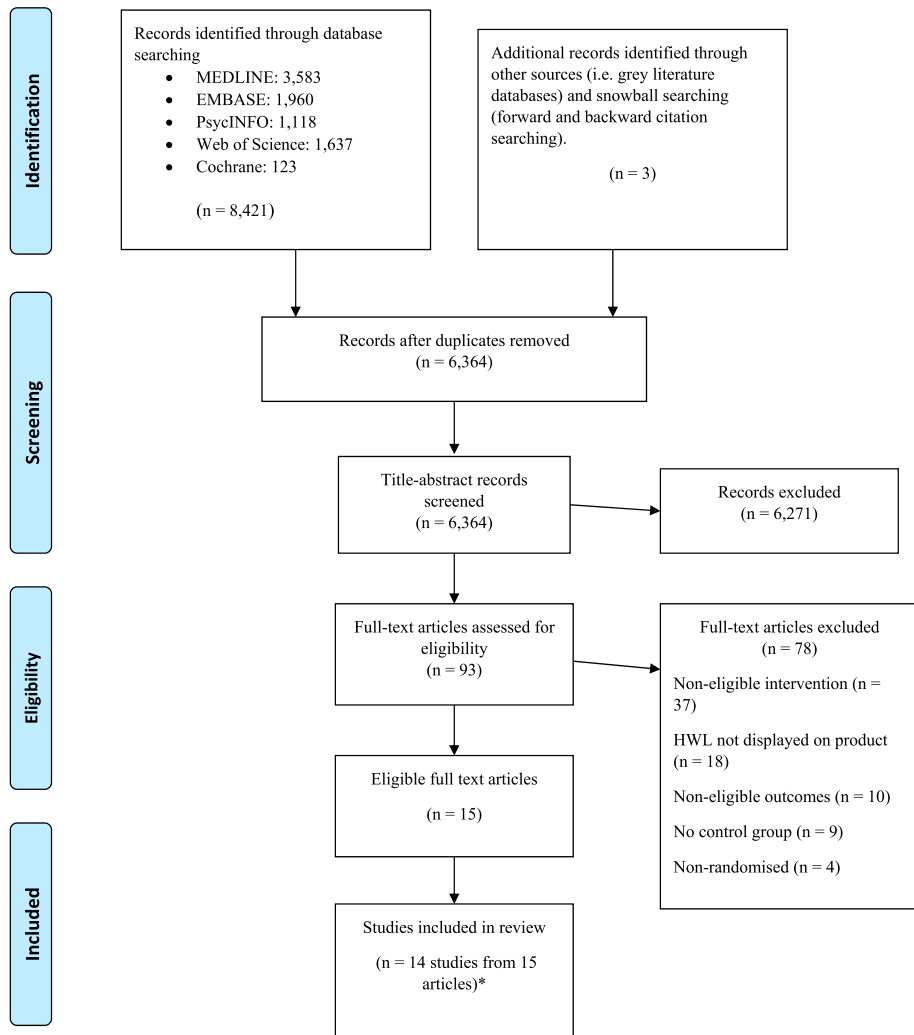 Identification
Records identified through database
searching
• MEDLINE: 3,583
• EMBASE: 1,960
• PsycINFO: 1,118
• Web of Science: 1,637
• Cochrane: 123
(n = 8,421)
Additional records identified through
other sources (i.e. grey literature
databases) and snowball searching
(forward and backward citation
searching).
(n = 3)
Screening
Records after duplicates removed
(n = 6,364)
Title-abstract records
screened
(n = 6,364)
Records excluded
(n = 6,271)
Eligibility
Full-text articles assessed for
eligibility
(n = 93)
Full-text articles excluded
(n = 78)
Non-eligible intervention (n =
37)
HWL not displayed on product
(n = 18)
Non-eligible outcomes (n = 10)
No control group (n = 9)
Non-randomised (n = 4)
Eligible full text articles
(n = 15)
Included
Studies included in review
(n = 14 studies from 15
articles)*